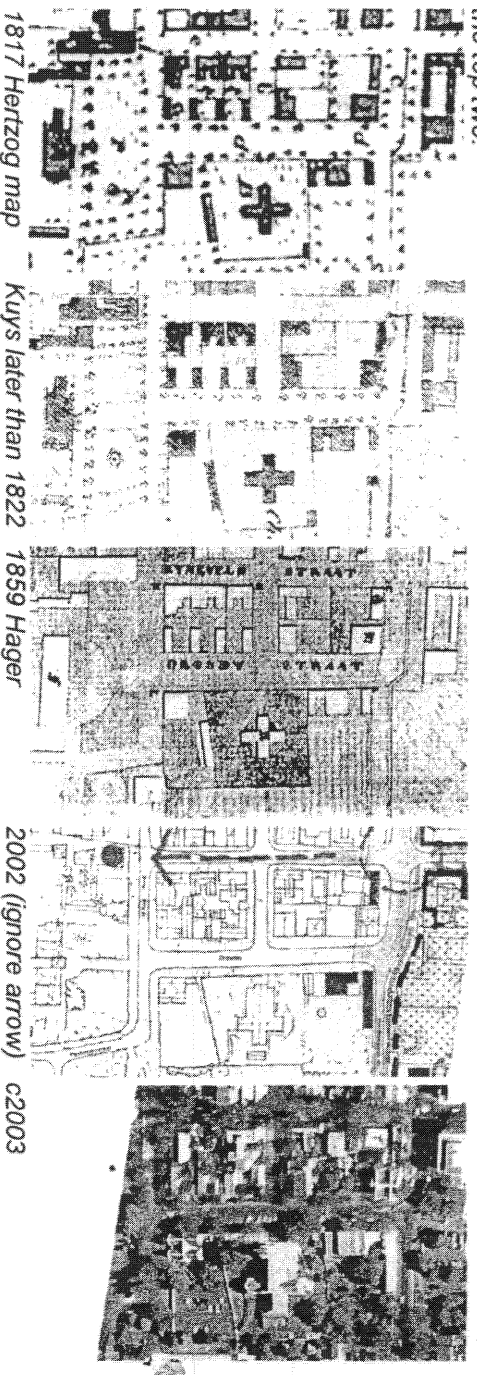 1817 Hertzog map
Kuys later than 1822
1859 Hager
2002 (ignore arrow)
c2003
STRAAT
STRAAT